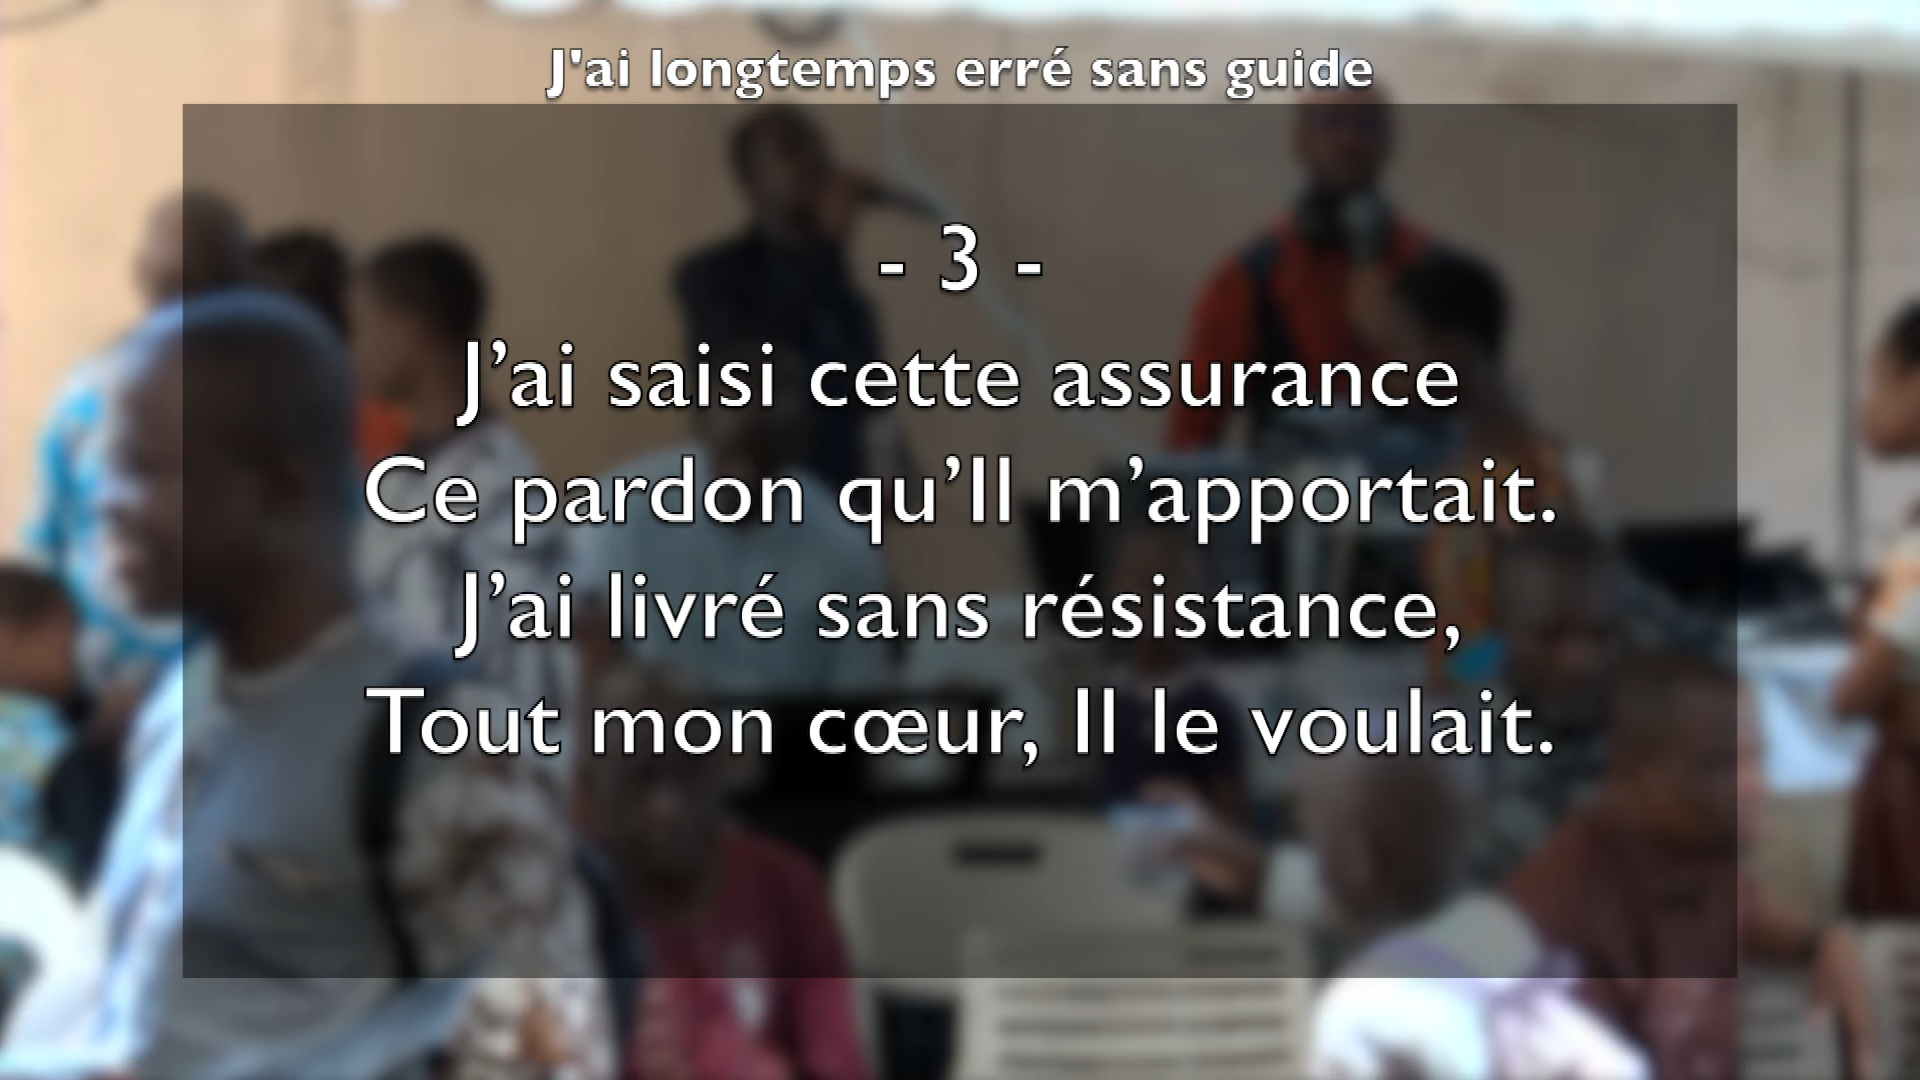 J'ai longtemps erré sans guide
- 3 -
J’ai saisi cette assurance
Ce pardon qu’Il m’apportait.
J’ai livré sans résistance,
Tout mon cœur, Il le voulait.